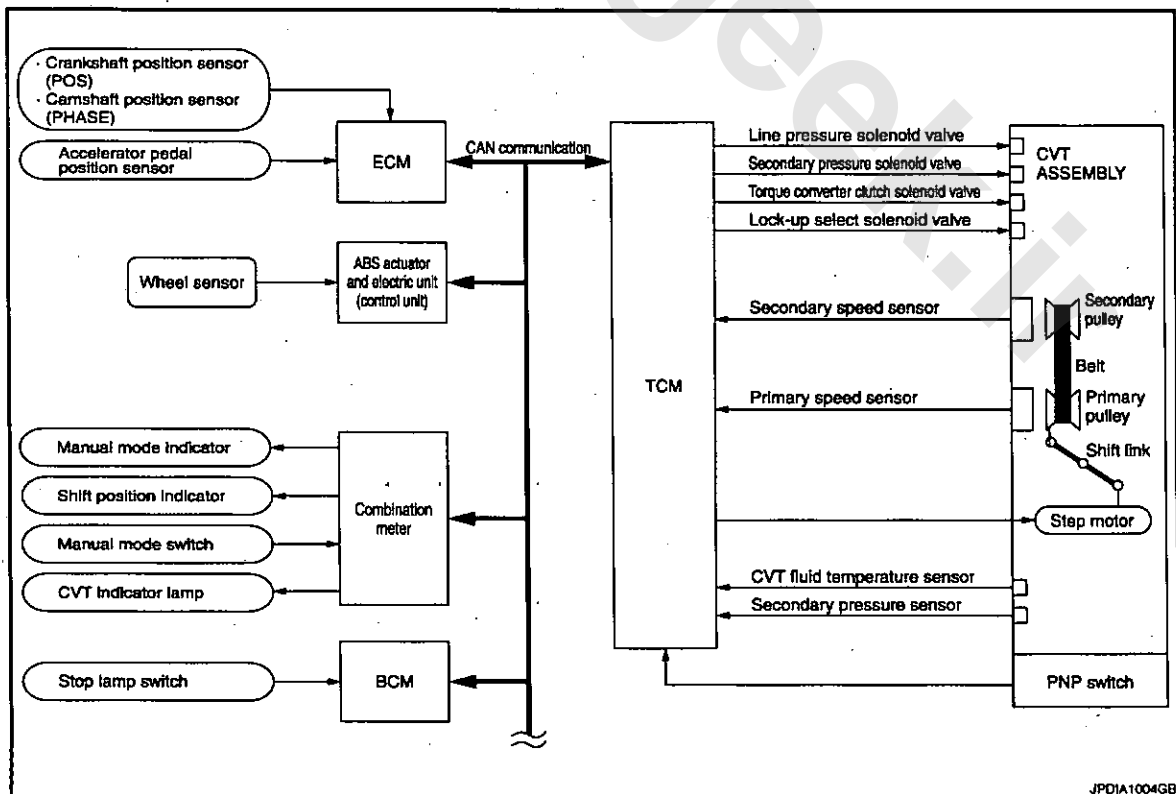 · Crankshaft position sensor
(POS)
· Camshaft position sensor
(PHASE)
Accelerator pedal
position sensor
ECM
CAN communication
Wheel sensor
ABS actuator
and electric unit
(control unit)
Manual mode indicator
Shift position indicator
Manual mode switch
CVT indicator lamp
Combination
meter
Stop lamp switch
BCM
TCM
Line pressure solenoid valve
Secondary pressure solenoid valve
Torque converter clutch solenoid valve
Lock-up select solenoid valve
Secondary speed sensor
Primary speed sensor
CVT fluid temperature sensor
Secondary pressure sensor
CVT
ASSEMBLY
Secondary
pulley
Belt
Primary
pulley
Shift link
Step motor
PNP switch
JPDIA1004GB